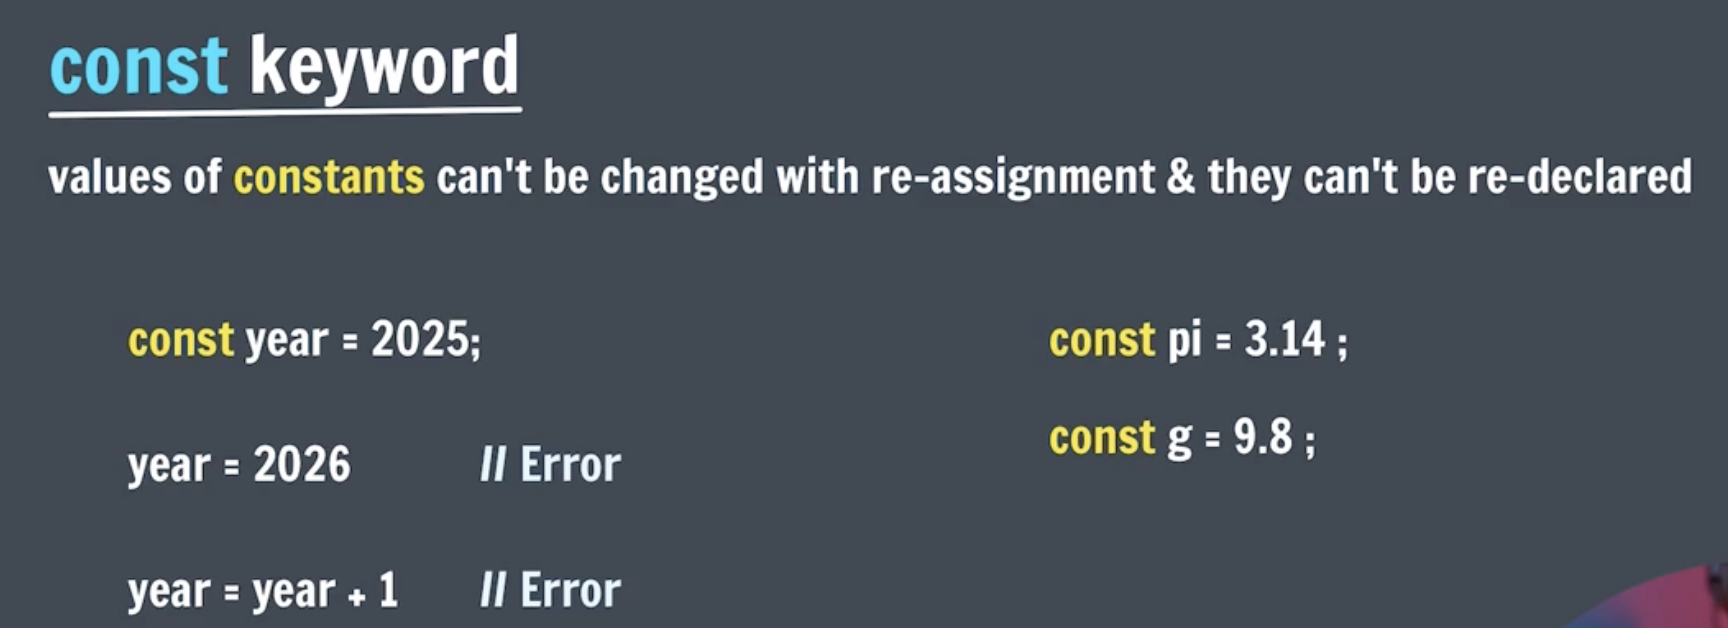 const keyword
values of constants can't be changed with re-assignment & they can't be re-declared
const year = 2025;
year = 2026 // Error
year = year + 1 // Error
const pi = 3.14 ;
const g = 9.8 ;